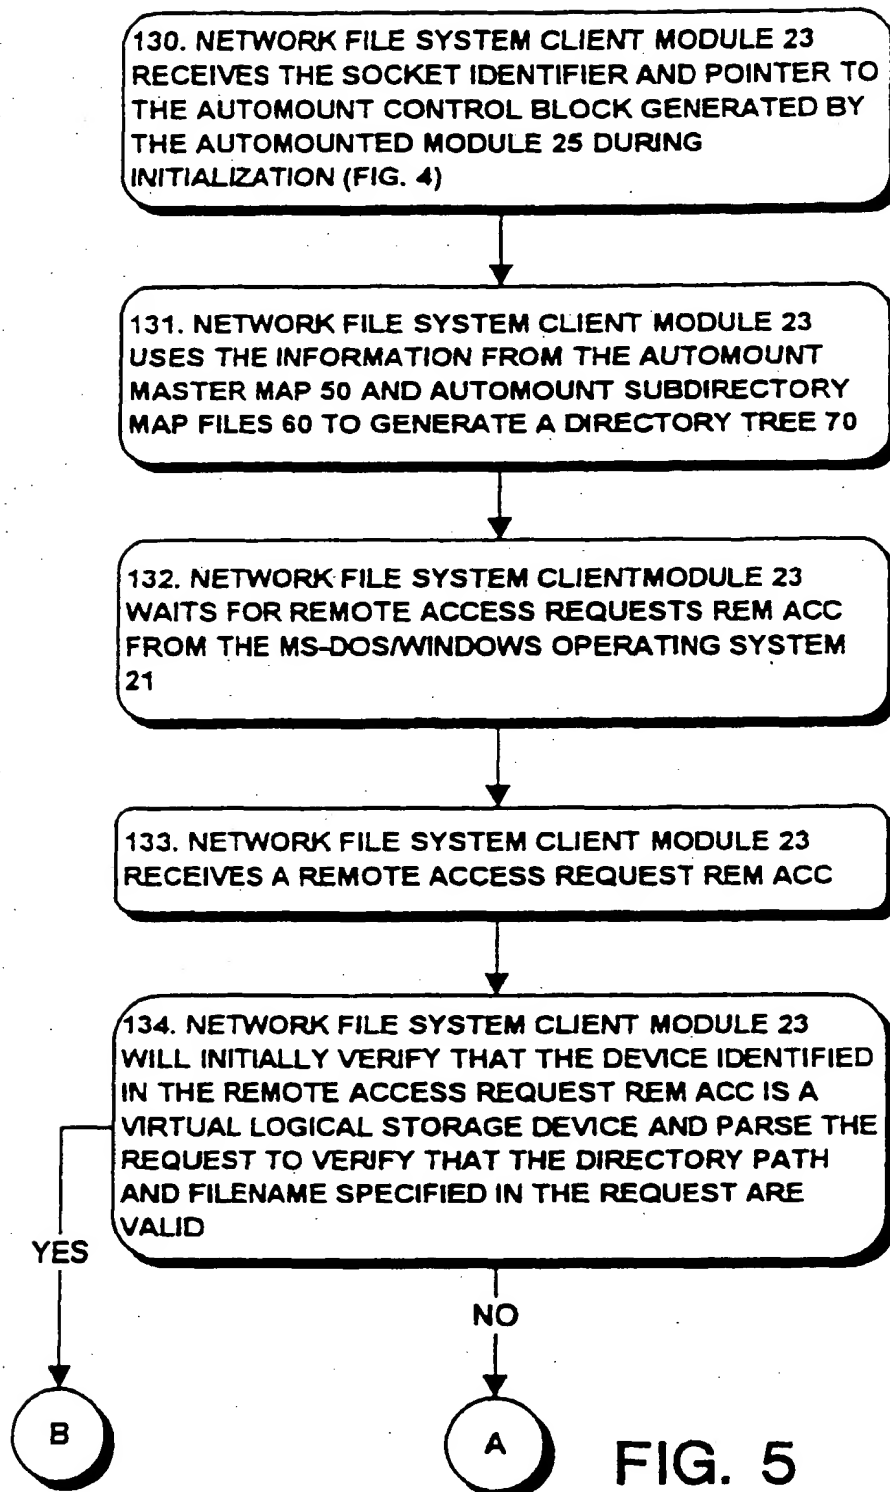 130. NETWORK FILE SYSTEM CLIENT MODULE 23
RECEIVES THE SOCKET IDENTIFIER AND POINTER TO
THE AUTOMOUNT CONTROL BLOCK GENERATED BY
THE AUTOMOUNTED MODULE 25 DURING
INITIALIZATION (FIG. 4)
131. NETWORK FILE SYSTEM CLIENT MODULE 23
USES THE INFORMATION FROM THE AUTOMOUNT
MASTER MAP 50 AND AUTOMOUNT SUBDIRECTORY
MAP FILES 60 TO GENERATE A DIRECTORY TREE 70
132. NETWORK FILE SYSTEM CLIENTMODULE 23
WAITS FOR REMOTE ACCESS REQUESTS REM ACC
FROM THE MS-DOS/WINDOWS OPERATING SYSTEM
21
133. NETWORK FILE SYSTEM CLIENT MODULE 23
RECEIVES A REMOTE ACCESS REQUEST REM ACC
134. NETWORK FILE SYSTEM CLIENT MODULE 23
WILL INITIALLY VERIFY THAT THE DEVICE IDENTIFIED
IN THE REMOTE ACCESS REQUEST REM ACC IS A
VIRTUAL LOGICAL STORAGE DEVICE AND PARSE THE
REQUEST TO VERIFY THAT THE DIRECTORY PATH
AND FILENAME SPECIFIED IN THE REQUEST ARE
VALID
YES
NO
B
A
FIG. 5